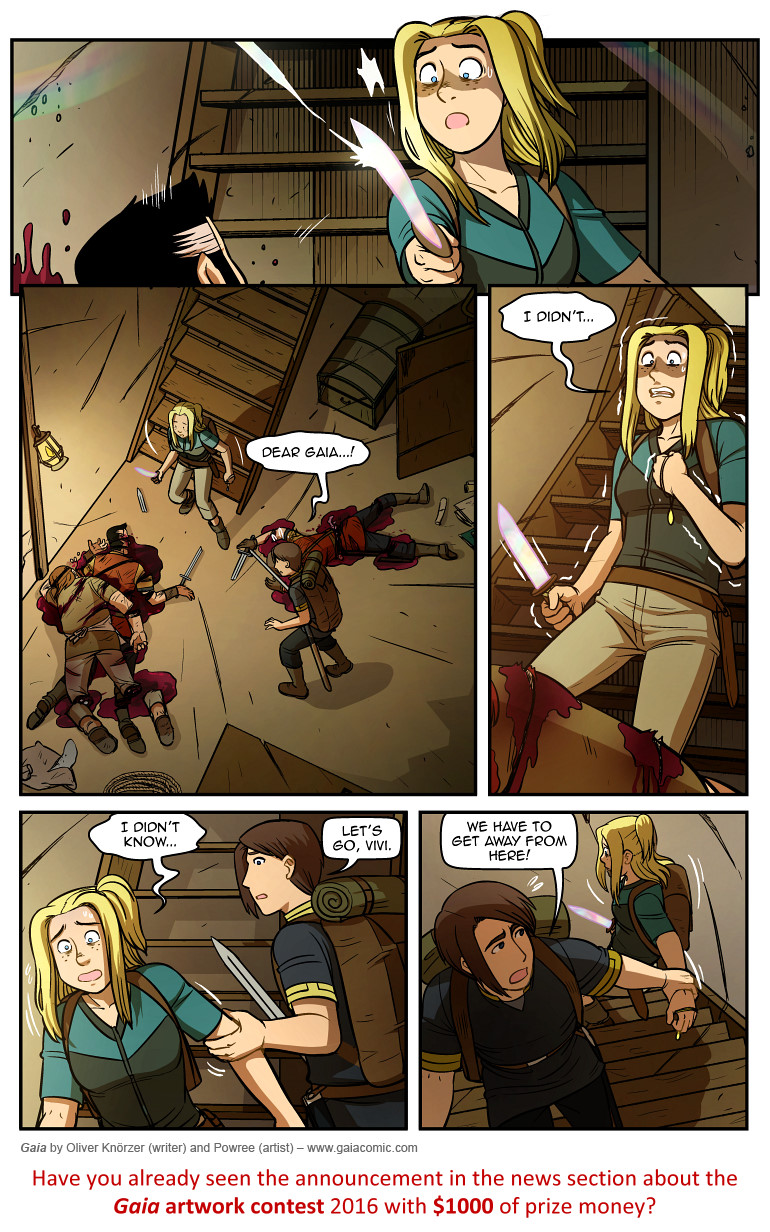 DEAR GAIA...!
I DIDN'T...
I DIDN'T
KNOW...
LET'S
GO, VIVI.
WE HAVE TO
GET AWAY FROM
HERE!
Gaia by Oliver Knörzer (writer) and Powree (artist) – www.gaiacomic.com
Have you already seen the announcement in the news section about the
Gaia artwork contest 2016 with $1000 of prize money?